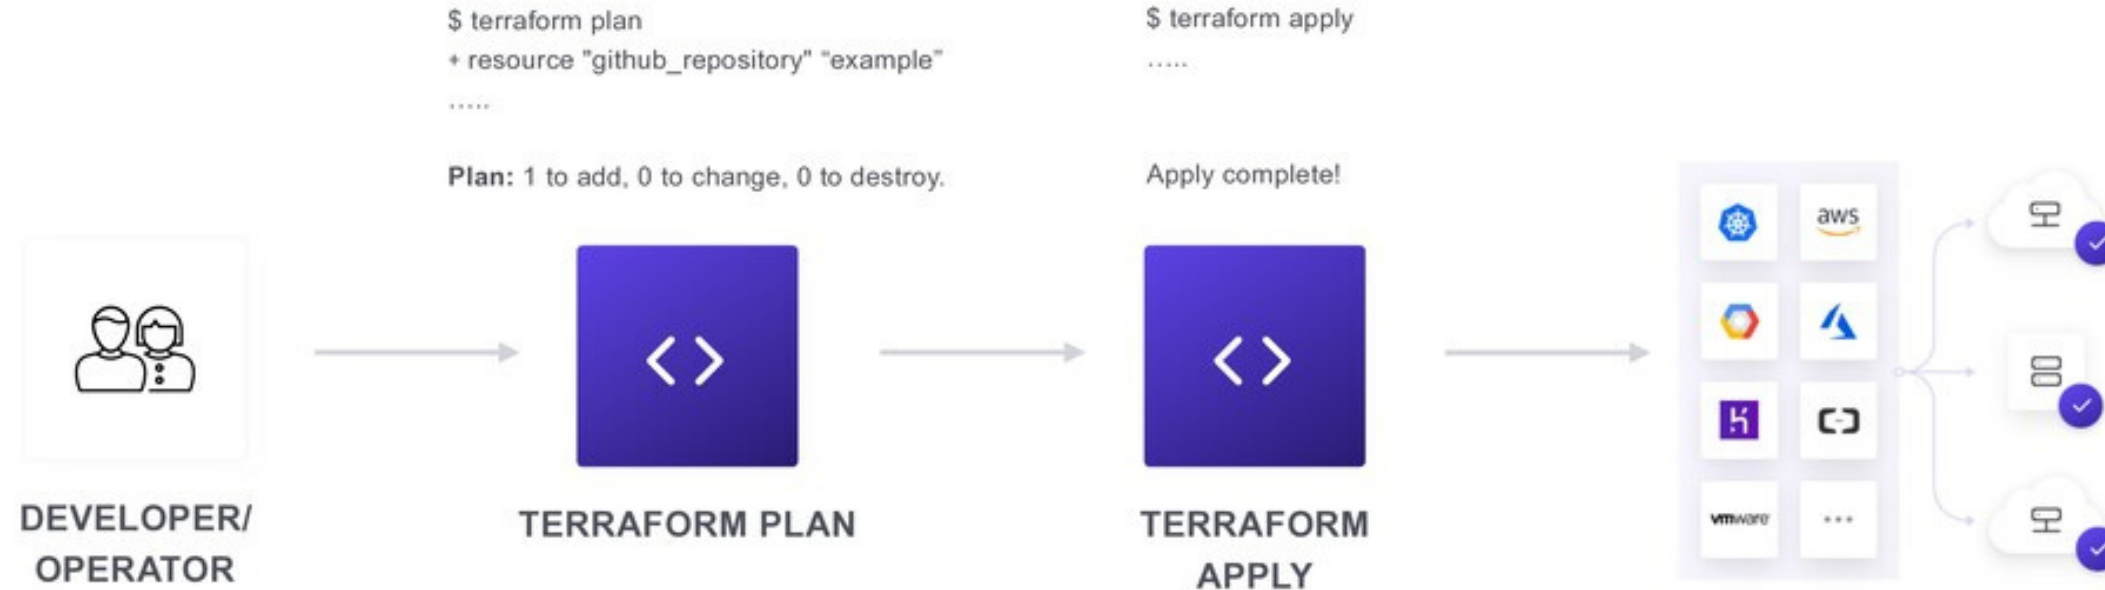 $ terraform plan
+ resource "github_repository" “example”
.....
Plan: 1 to add, 0 to change, 0 to destroy.
$ terraform apply
.....
Apply complete!
DEVELOPER/
OPERATOR
TERRAFORM PLAN
TERRAFORM
APPLY
aws
vmware